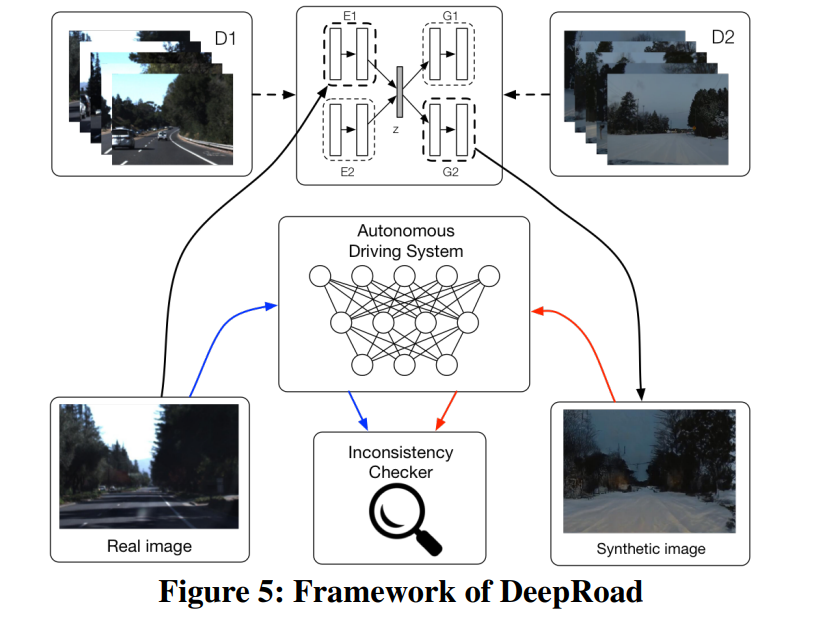 D1
E1
G1
D2
z
E2
G2
Autonomous
Driving System
Real image
Inconsistency
Checker
Synthetic image
Figure 5: Framework of DeepRoad